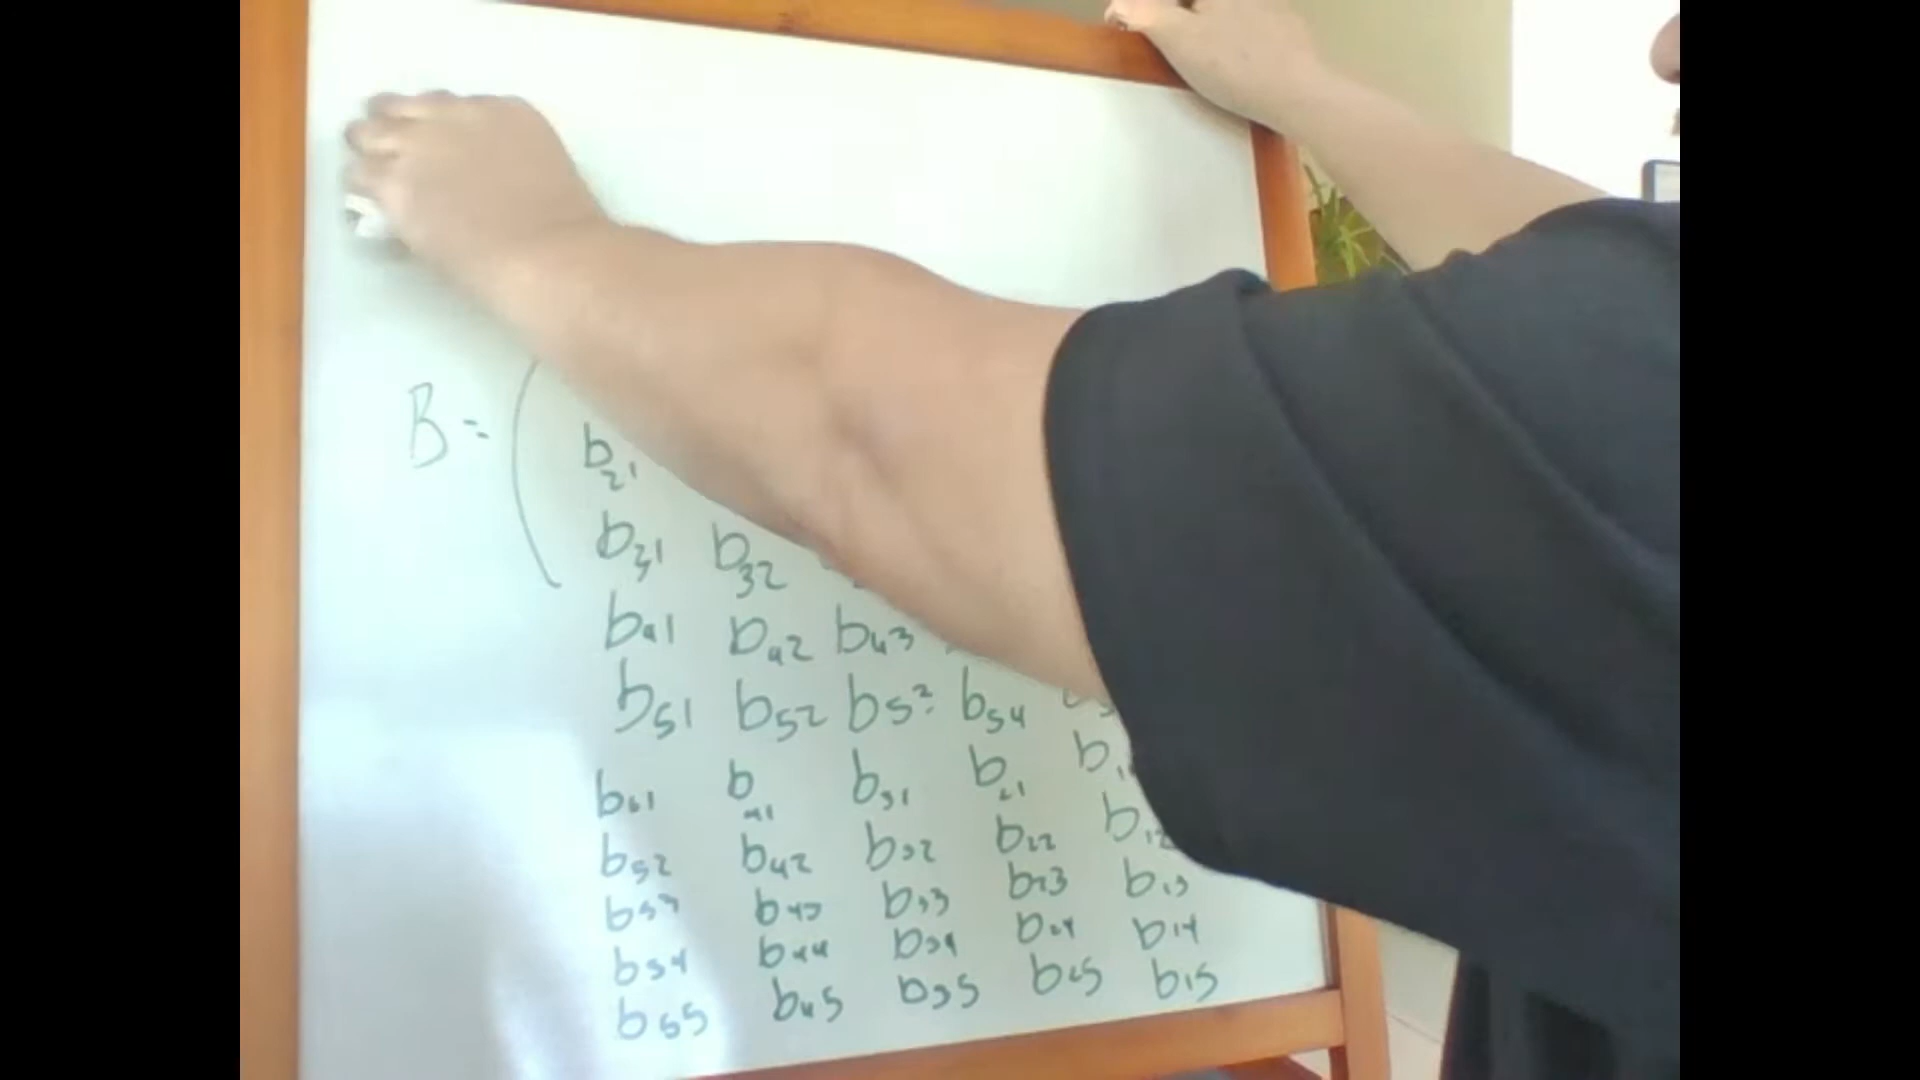 B = (
b21
b31 b32
b41 b42 b43
b51 b52 b53 b54
b51 b41 b31 b21 b1
b52 b42 b32 b22 b12
b53 b43 b33 b23 b13
b54 b44 b34 b24 b14
b55 b45 b35 b25 b15